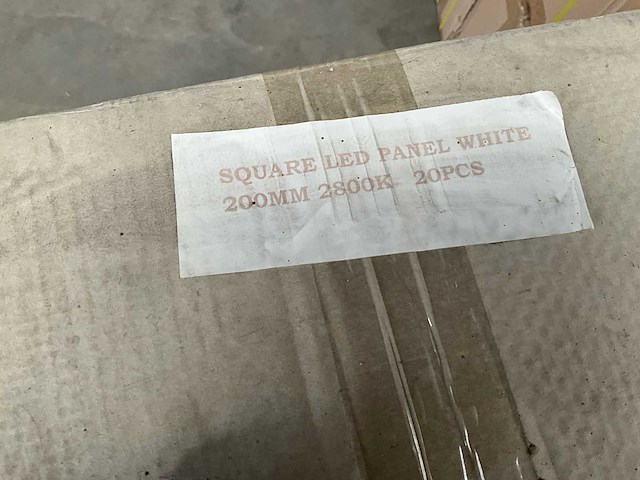 SQUARE LED PANEL WHITE
200MM 2800K 20PCS